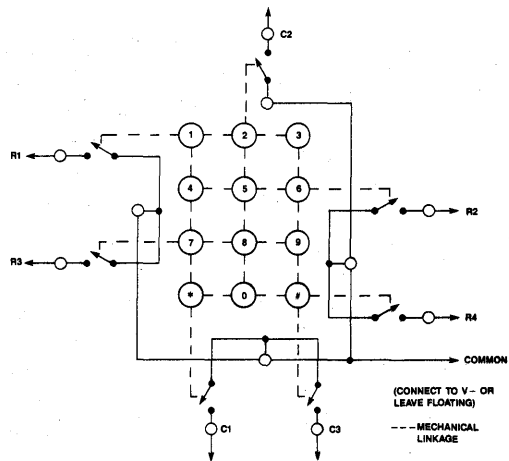 C2
1 2 3
R1
4 5 6
R2
R3
7 8 9
* 0 #
R4
COMMON
(CONNECT TO V– OR
LEAVE FLOATING)
C1
C3
---MECHANICAL
LINKAGE